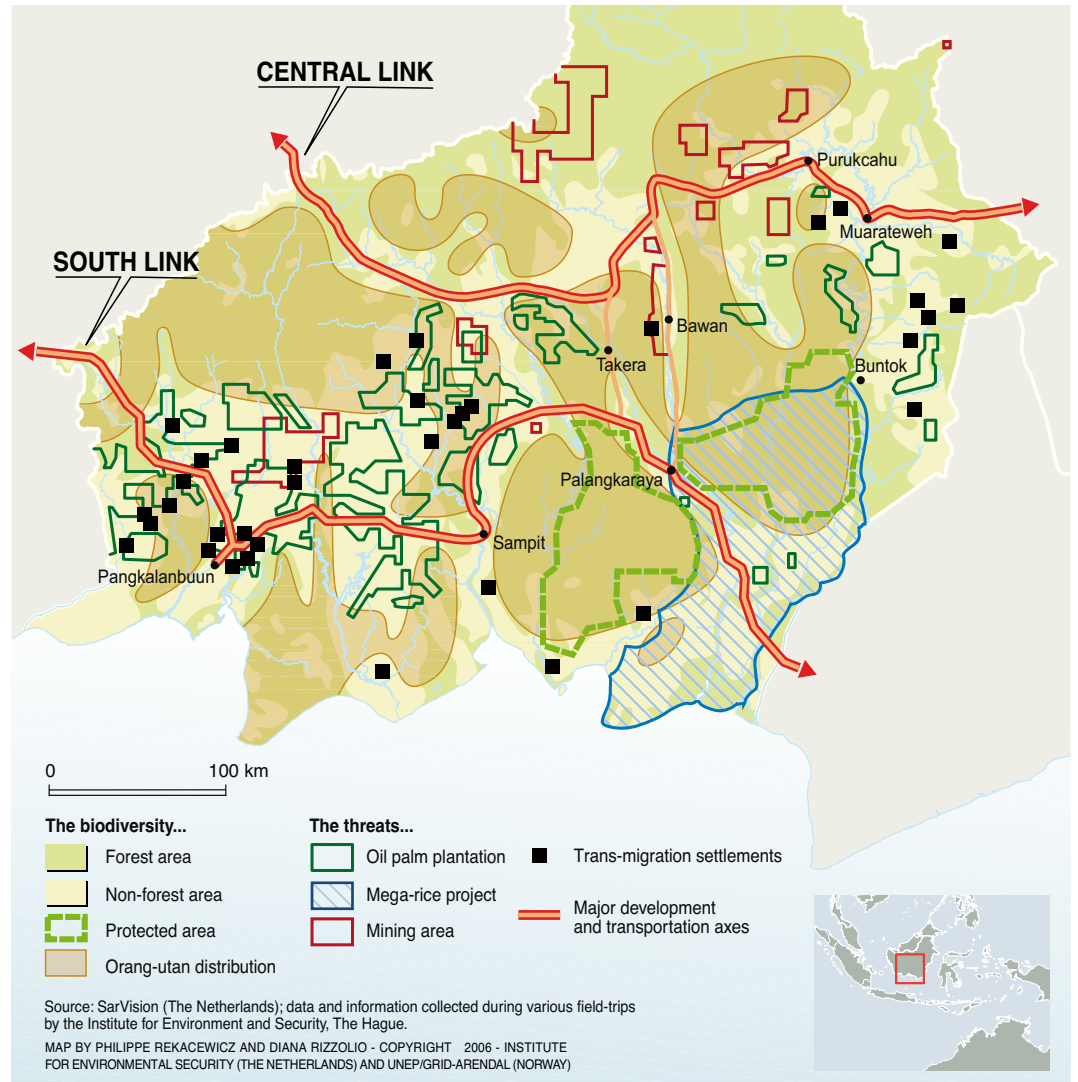 CENTRAL LINK
SOUTH LINK
Purukcahu
Muarateweh
Bawan
Takera
Buntok
Palangkaraya
Sampit
Pangkalanbuun
0 100 km
The biodiversity...
Forest area
Non-forest area
Protected area
Orang-utan distribution
The threats...
Oil palm plantation
Mega-rice project
Mining area
Trans-migration settlements
Major development
and transportation axes
Source: SarVision (The Netherlands); data and information collected during various field-trips
by the Institute for Environment and Security, The Hague.
MAP BY PHILIPPE REKACEWICZ AND DIANA RIZZOLIO - COPYRIGHT 2006 - INSTITUTE
FOR ENVIRONMENTAL SECURITY (THE NETHERLANDS) AND UNEP/GRID-ARENDAL (NORWAY)